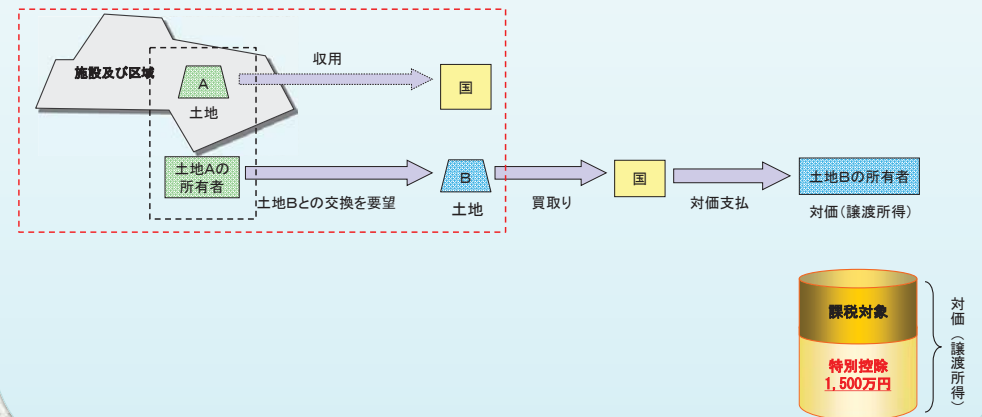 収用
施設及び区域
A
国
土地
土地Aの
所有者
B
国
土地Bの所有者
土地Bとの交換を要望
土地
買取り
対価支払
対価(譲渡所得)
課税対象
特別控除
1,500万円
対価(譲渡所得)